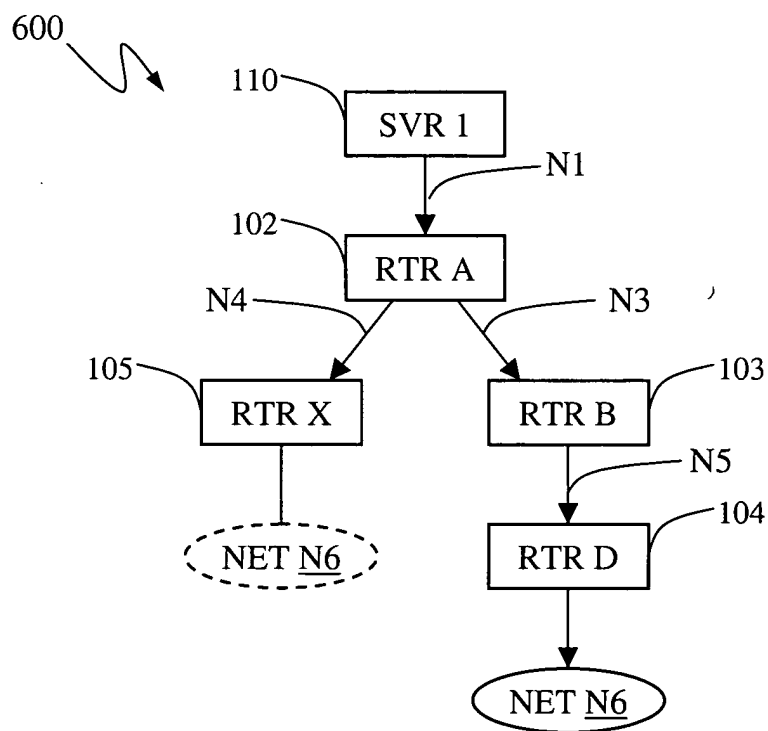 600
110
SVR 1
N1
102
RTR A
N4
N3
105
RTR X
RTR B
103
N5
104
NET N6
RTR D
NET N6